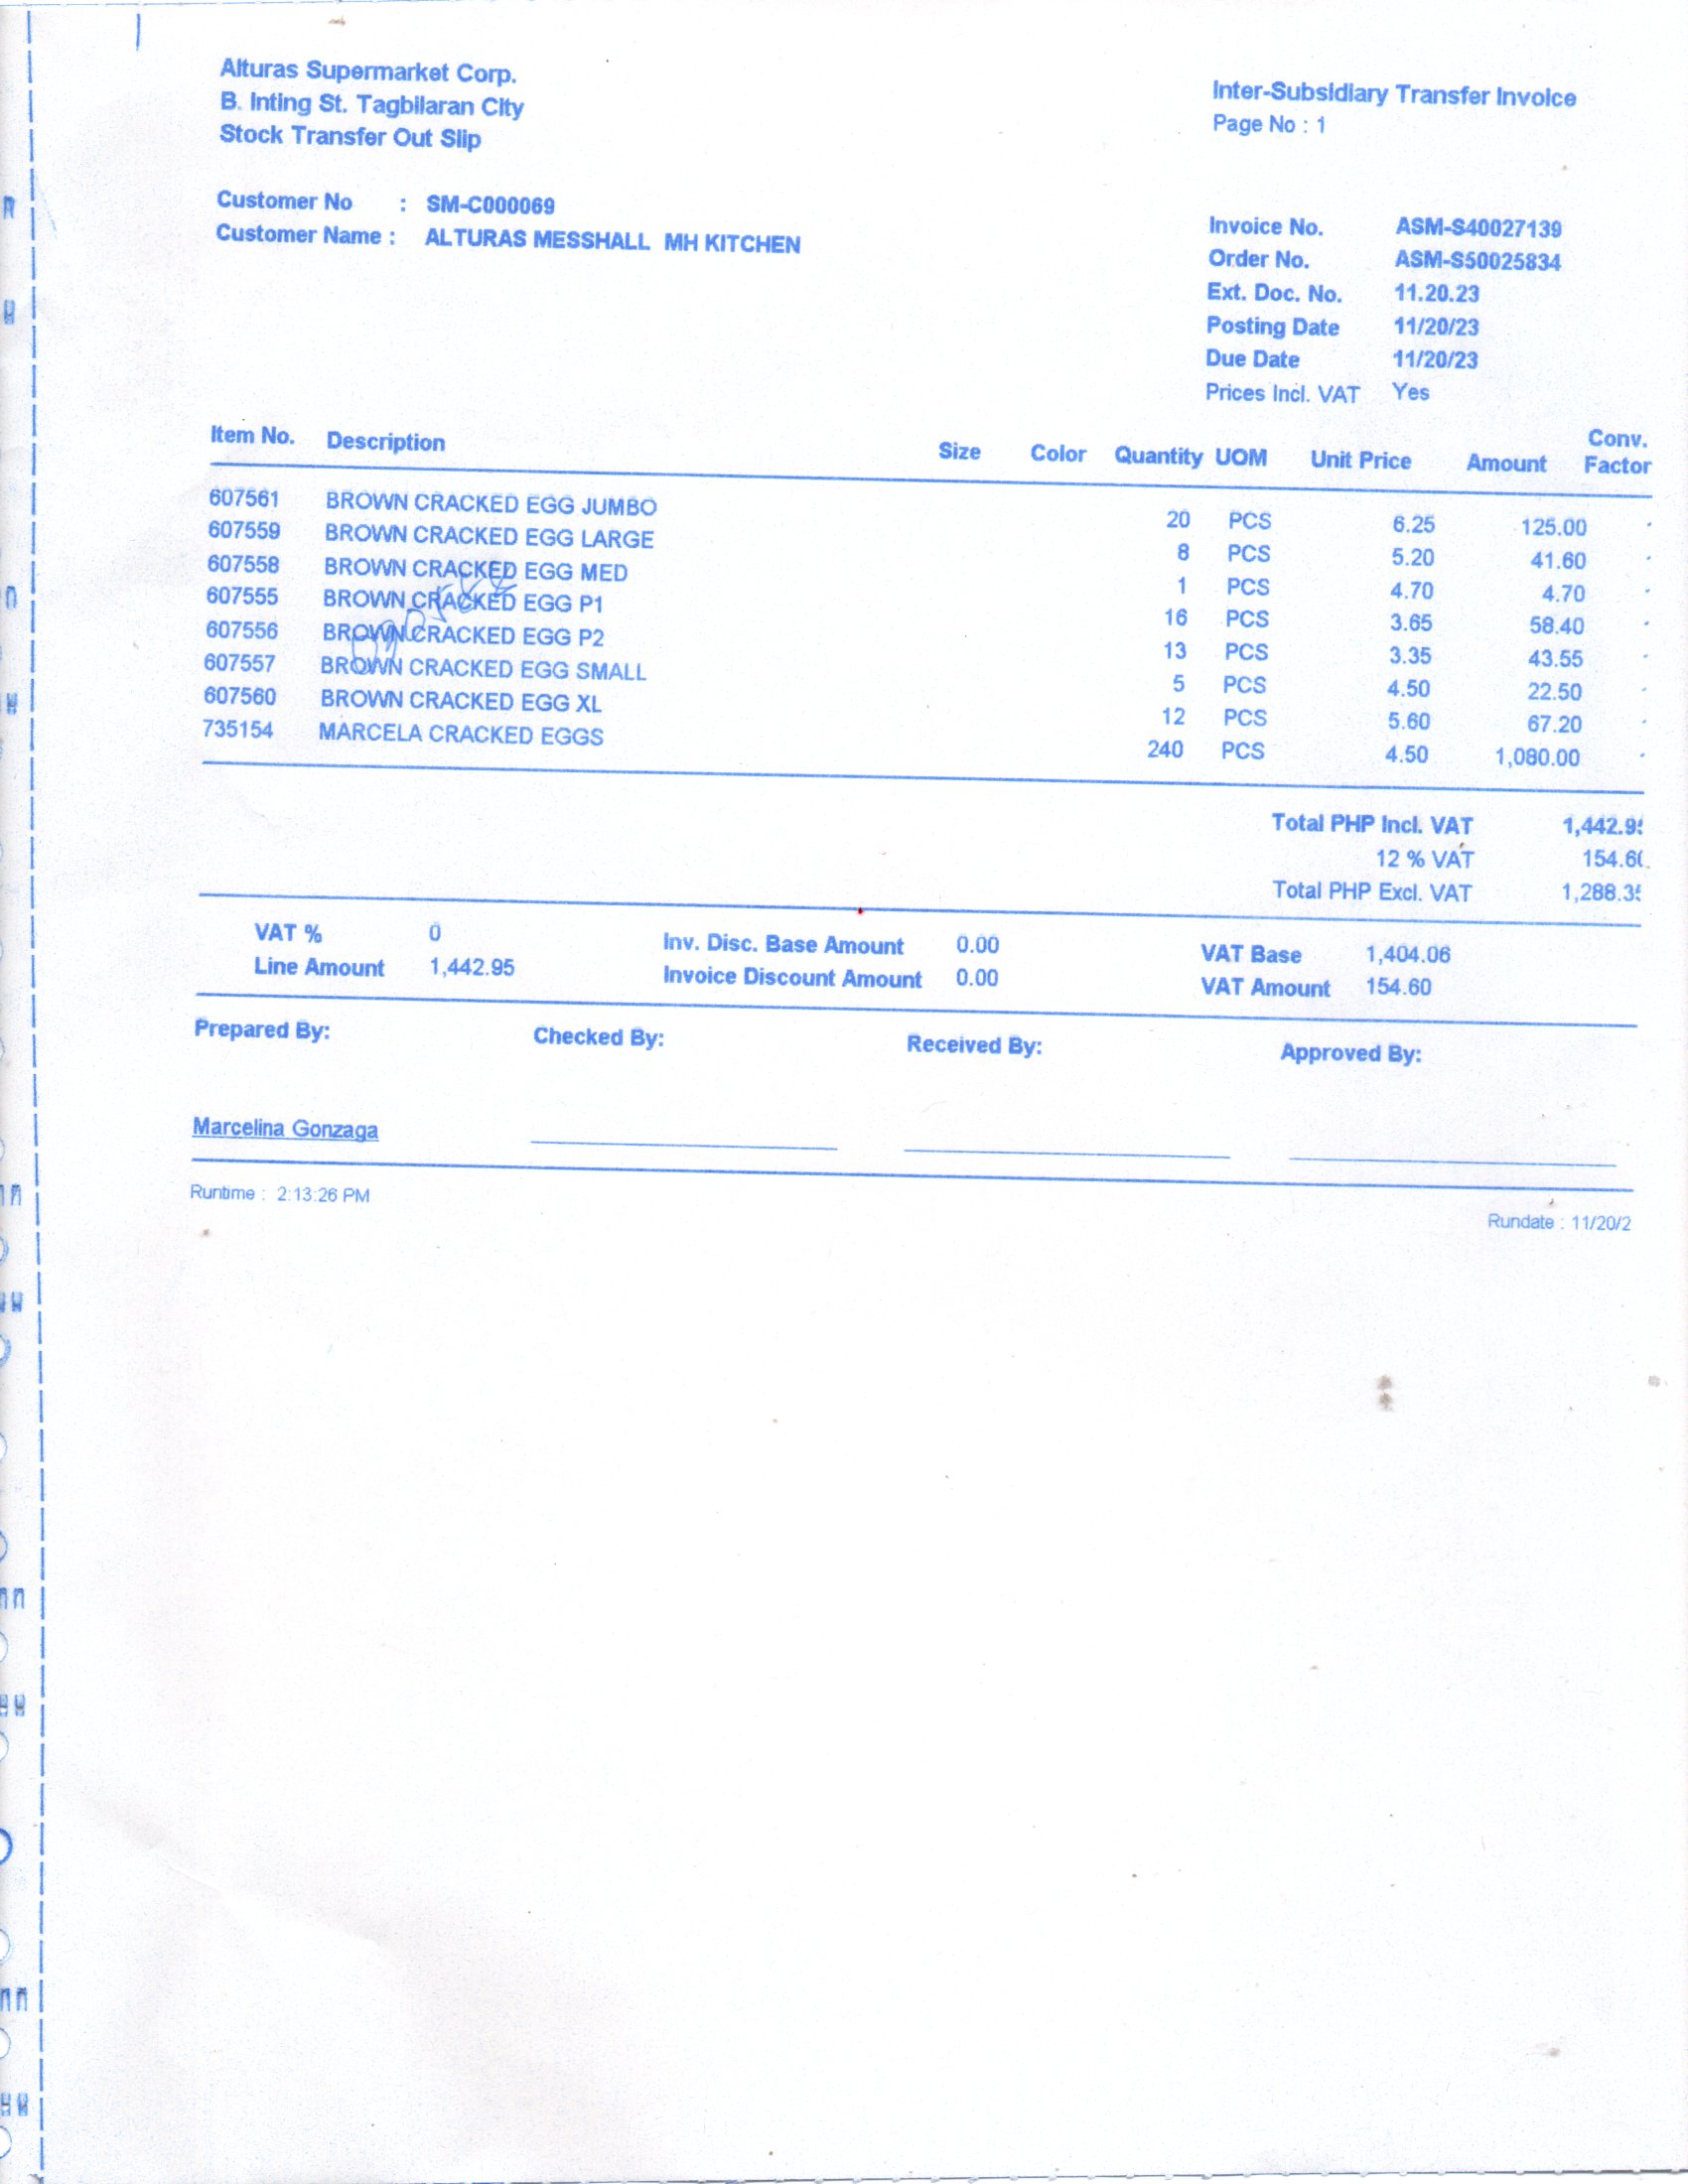 Alturas Supermarket Corp.
B. Inting St. Tagbilaran City
Stock Transfer Out Slip
Inter-Subsidiary Transfer Invoice
Page No : 1
Customer No : SM-C000069
Customer Name : ALTURAS MESSHALL MH KITCHEN
Invoice No. ASM-S40027139
Order No. ASM-S50025834
Ext. Doc. No. 11.20.23
Posting Date 11/20/23
Due Date 11/20/23
Prices Incl. VAT Yes
Item No. Description Size Color Quantity UOM Unit Price Amount Conv. Factor
607561 BROWN CRACKED EGG JUMBO 20 PCS 6.25 125.00
607559 BROWN CRACKED EGG LARGE 8 PCS 5.20 41.60
607558 BROWN CRACKED EGG MED 1 PCS 4.70 4.70
607555 BROWN CRACKED EGG P1 16 PCS 3.65 58.40
607556 BROWN CRACKED EGG P2 13 PCS 3.35 43.55
607557 BROWN CRACKED EGG SMALL 5 PCS 4.50 22.50
607560 BROWN CRACKED EGG XL 12 PCS 5.60 67.20
735154 MARCELA CRACKED EGGS 240 PCS 4.50 1,080.00
Total PHP Incl. VAT 1,442.95
12 % VAT 154.60
Total PHP Excl. VAT 1,288.35
VAT % 0 Inv. Disc. Base Amount 0.00 VAT Base 1,404.06
Line Amount 1,442.95 Invoice Discount Amount 0.00 VAT Amount 154.60
Prepared By: Checked By: Received By: Approved By:
Marcelina Gonzaga
Runtime : 2:13:26 PM
Rundate : 11/20/2